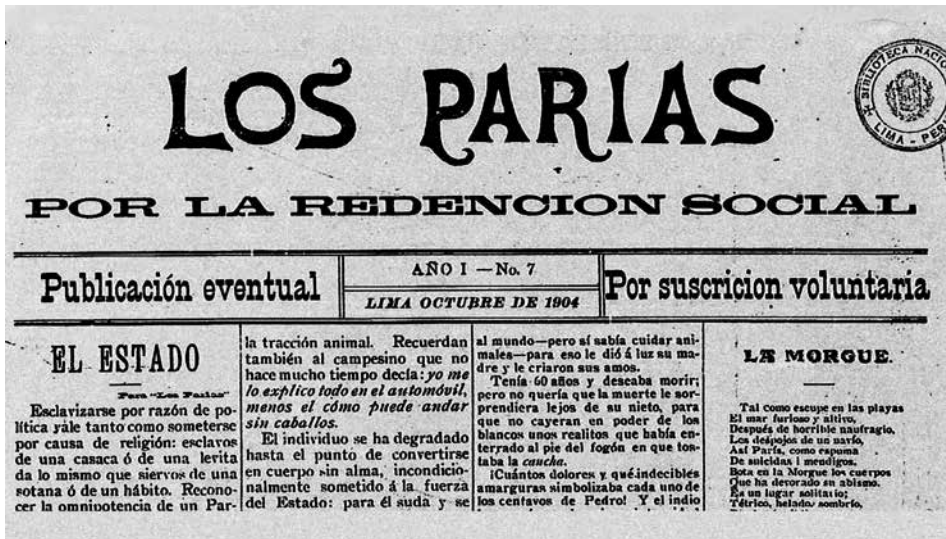 LOS PARIAS
BIBLIOTECA NACIO
LIMA - PE
POR LA REDENCION SOCIAL
Publicación eventual
AÑO I —No. 7
LIMA OCTUBRE DE 1904
Por suscricion voluntaria
EL ESTADO
Para "Los Parias"
Esclavizarse por razón de po-
lítica vale tanto como someterse
por causa de religión: esclavos
de una casaca ó de una levita
da lo mismo que siervos de una
sotana ó de un hábito. Recono-
cer la omnipotencia de un Par-
la tracción animal. Recuerdan
también al campesino que no
hace mucho tiempo decía: yo me
lo explico todo en el automóvil,
menos el cómo puede andar
sin caballos.
El individuo se ha degradado
hasta el punto de convertirse
en cuerpo sin alma, incondicio-
nalmente sometido á la fuerza
del Estado: para él suda y se
al mundo—pero sí sabía cuidar ani-
males—para eso le dió á luz su ma-
dre y le criaron sus amos.
Tenía 60 años y deseaba morir;
pero no quería que la muerte le sor-
prendiera lejos de su nieto, para
que no cayeran en poder de los
blancos unos realitos que había en-
terrado al pie del fogón en que tos-
taba la cancha.
¡Cuántos dolores y qué indecibles
amarguras simbolizaba cada uno de
los centavos de Pedro! Y el indio
LA MORGUE.
Tal como escupe en las playas
El mar furioso y altivo,
Después de horrible naufragio,
Los despojos de un navío,
Así París, como espuma
De suicidas i mendigos,
Bota en la Morgue los cuerpos
Que ha devorado su abismo.
Es un lugar solitario;
Tétrico, helado, sombrío,